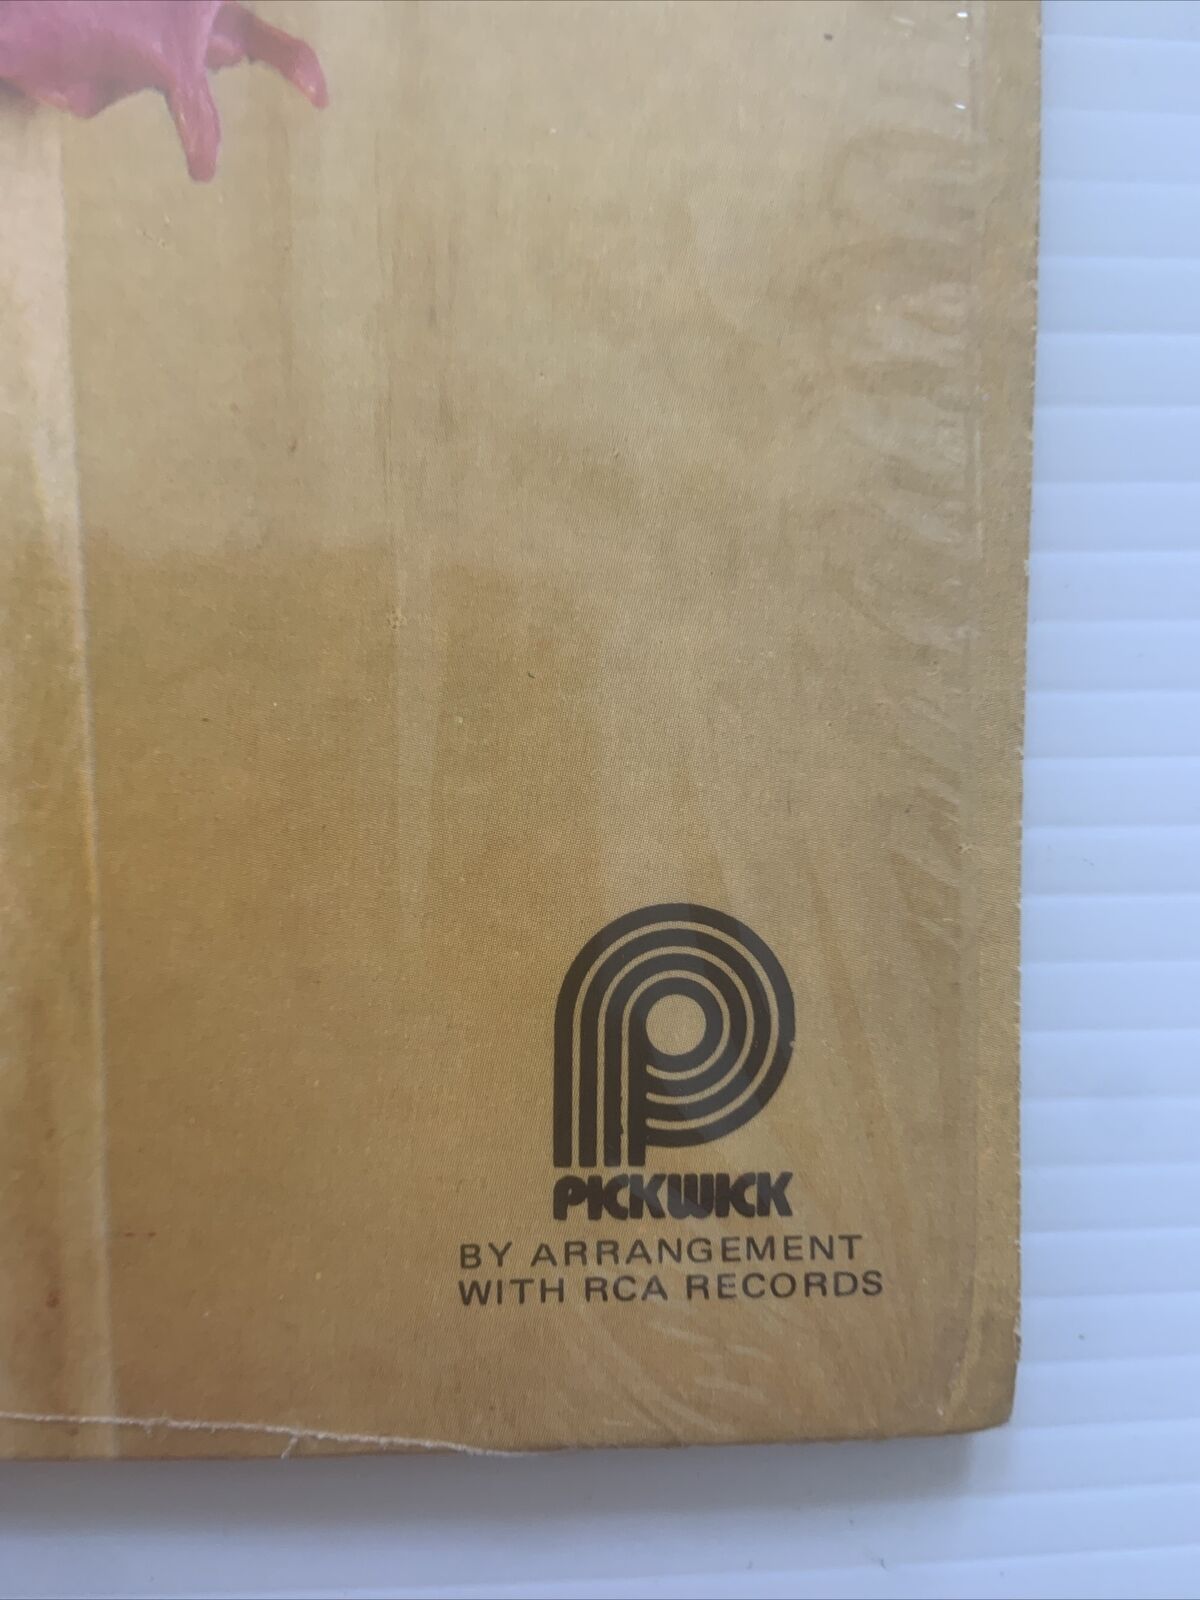 PICKWICK
BY ARRANGEMENT
WITH RCA RECORDS